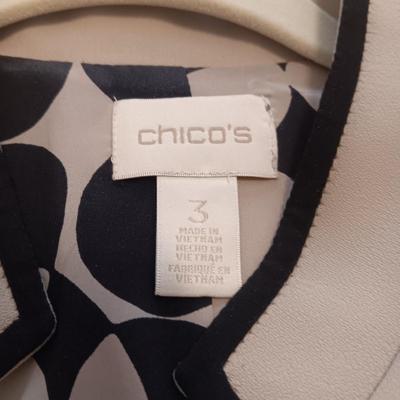 chico's
3
MADE IN
VIETNAM
HECHO EN
VIETNAM
FABRIQUÉ EN
VIETNAM